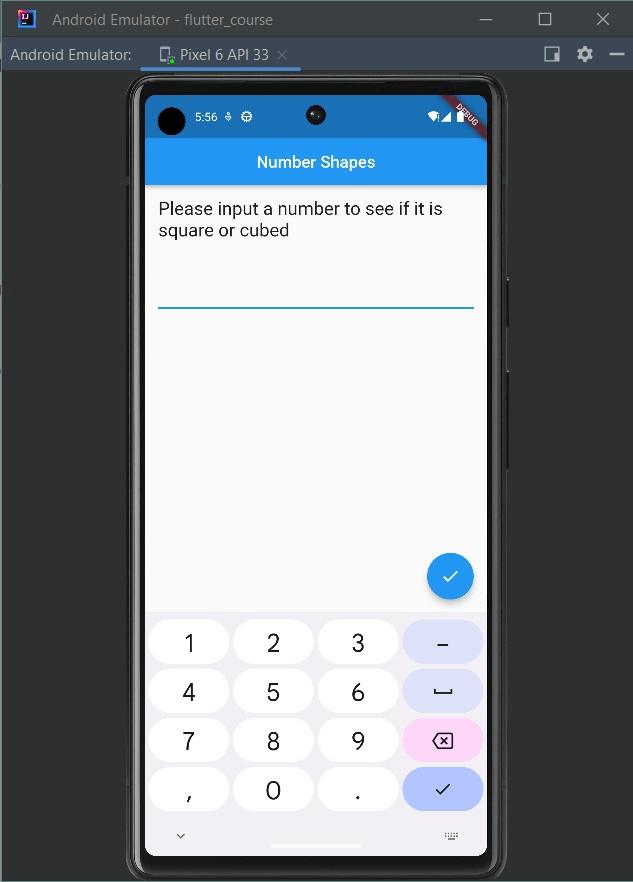 Android Emulator - flutter_course
Android Emulator: Pixel 6 API 33
5:56
DEBUG
Number Shapes
Please input a number to see if it is
square or cubed
1 2 3 -
4 5 6
7 8 9
, 0 .